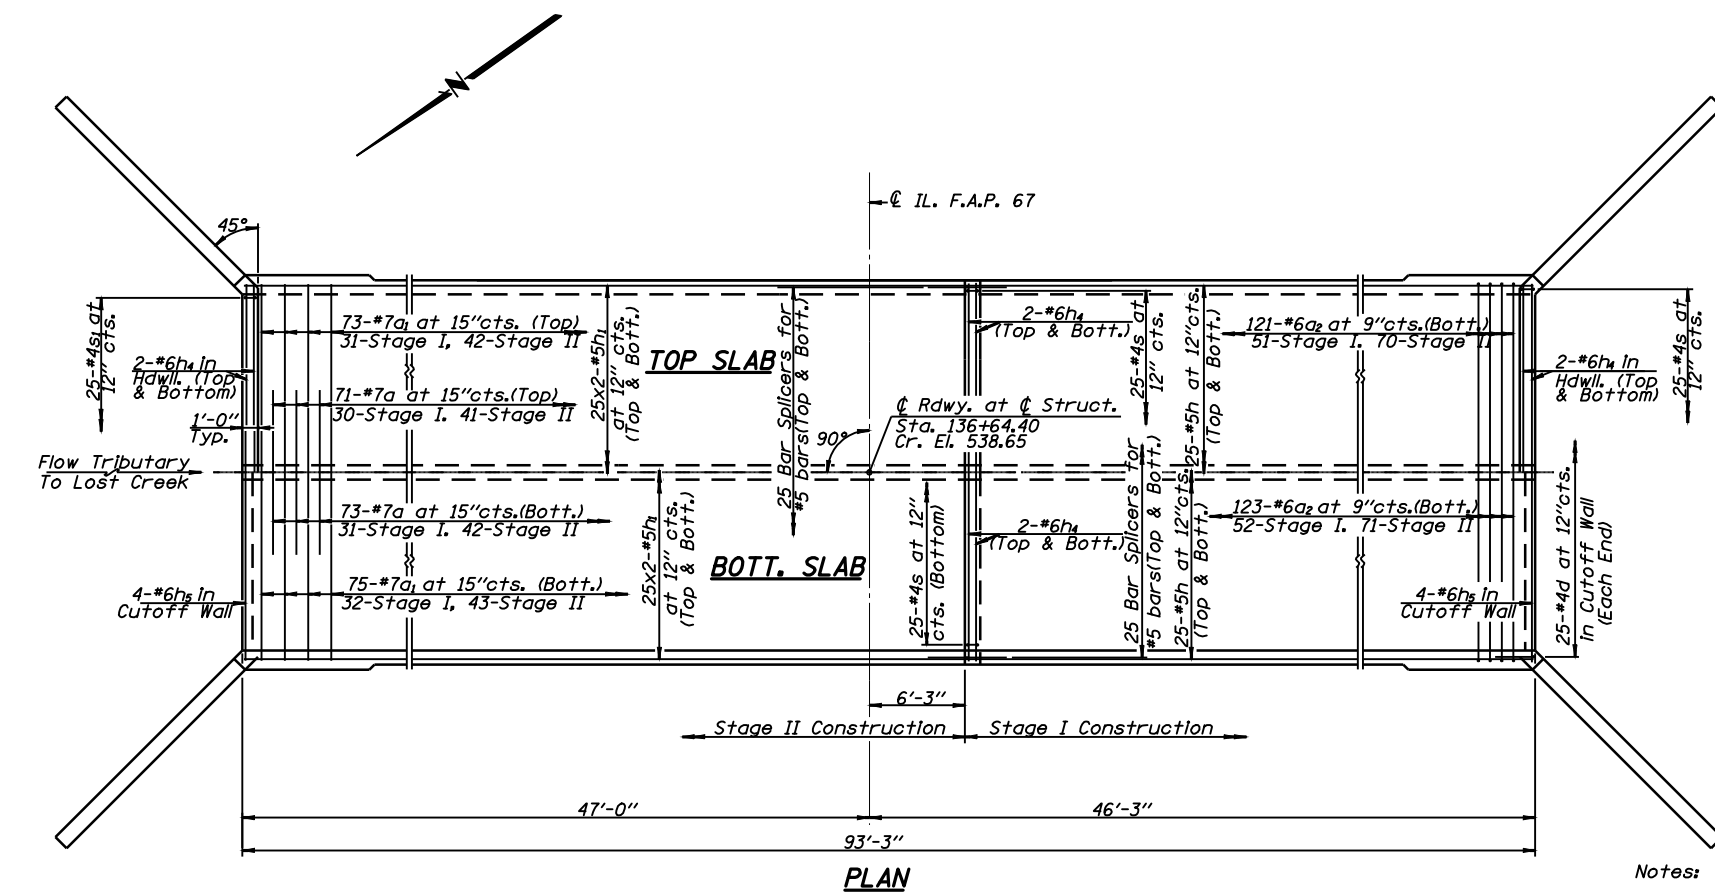 N
℄ IL. F.A.P. 67
45°
25-#4s1 at
12" cts.
73-#7a1 at 15"cts. (Top)
31-Stage I, 42-Stage II
2-#6h4 in
Hdwll. (Top
& Bottom)
71-#7a at 15"cts.(Top)
30-Stage I. 41-Stage II
1'-0"
Typ.
25x2-#5h1
at 12" cts.
(Top & Bott.)
TOP SLAB
25 Bar Splicers for
#5 bars(Top & Bott.)
90°
℄ Rdwy. at ℄ Struct.
Sta. 136+64.40
Cr. El. 538.65
2-#6h4
(Top & Bott.)
25-#4s at
12" cts.
25-#5h at 12"cts.
(Top & Bott.)
121-#6a2 at 9"cts.(Bott.)
51-Stage I. 70-Stage II
2-#6h4 in
Hdwll. (Top
& Bottom)
25-#4s at
12" cts.
Flow Tributary
To Lost Creek
73-#7a at 15"cts.(Bott.)
31-Stage I. 42-Stage II
75-#7a1 at 15"cts. (Bott.)
32-Stage I, 43-Stage II
4-#6h5 in
Cutoff Wall
25x2-#5h1
at 12" cts.
(Top & Bott.)
BOTT. SLAB
25-#4s at 12"
cts. (Bottom)
2-#6h4
(Top & Bott.)
25 Bar Splicers for
#5 bars(Top & Bott.)
25-#5h at 12"cts.
(Top & Bott.)
123-#6a2 at 9"cts.(Bott.)
52-Stage I. 71-Stage II
4-#6h5 in
Cutoff Wall
25-#4d at 12"cts.
in Cutoff Wall
(Each End)
6'-3"
Stage II Construction
Stage I Construction
47'-0"
46'-3"
93'-3"
PLAN
Notes: